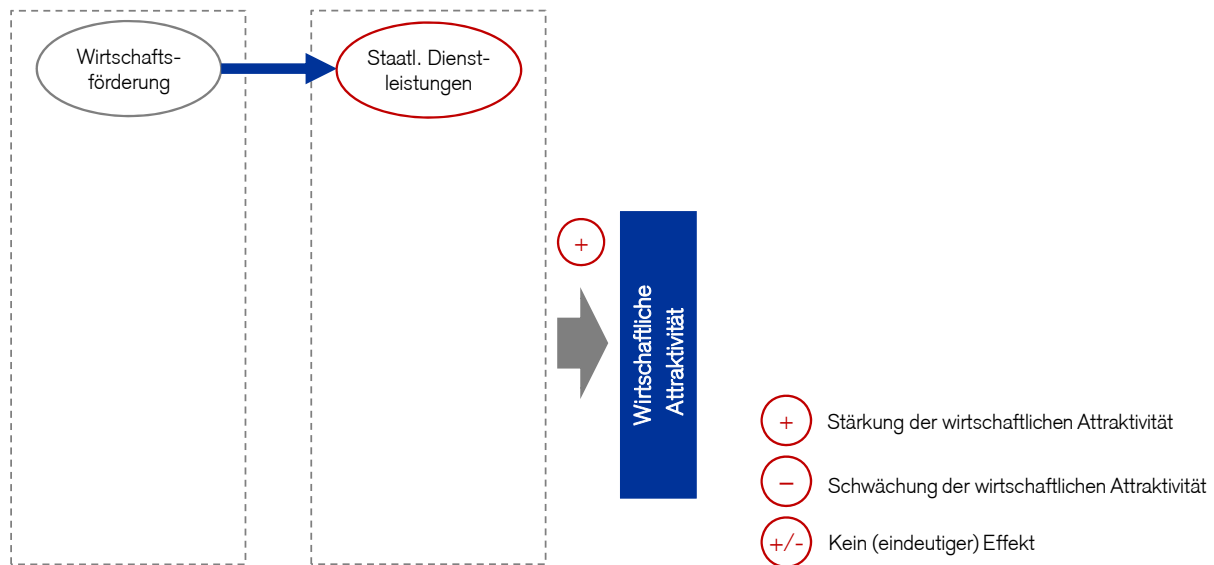 Wirtschafts-
förderung
Staatl. Dienst-
leistungen
+
Wirtschaftliche
Attraktivität
+ Stärkung der wirtschaftlichen Attraktivität
− Schwächung der wirtschaftlichen Attraktivität
+/- Kein (eindeutiger) Effekt